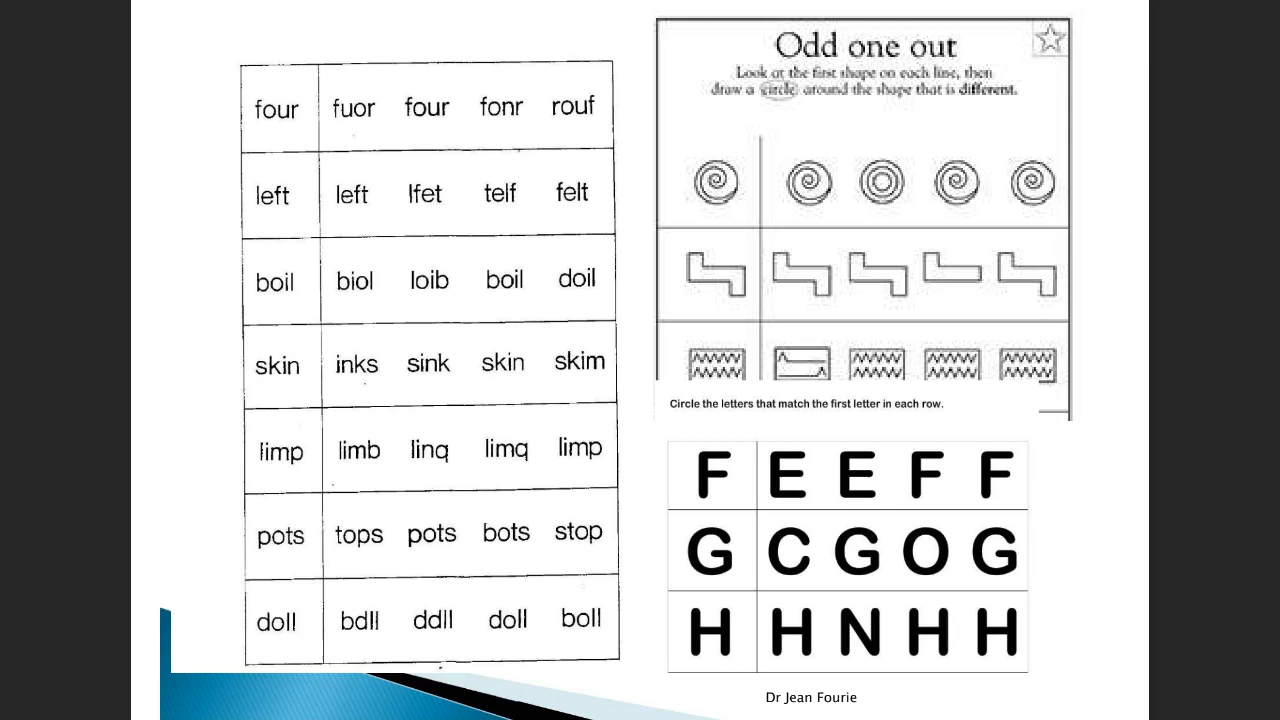 four fuor four fonr rouf
left left lfet telf felt
boil biol loib boil doil
skin inks sink skin skim
limp limb linq limq limp
pots tops pots bots stop
doll bdll ddll doll boll
Odd one out
Look at the first shape on each line, then
draw a circle around the shape that is different.
Circle the letters that match the first letter in each row.
F E E F F
G C G O G
H H N H H
Dr Jean Fourie